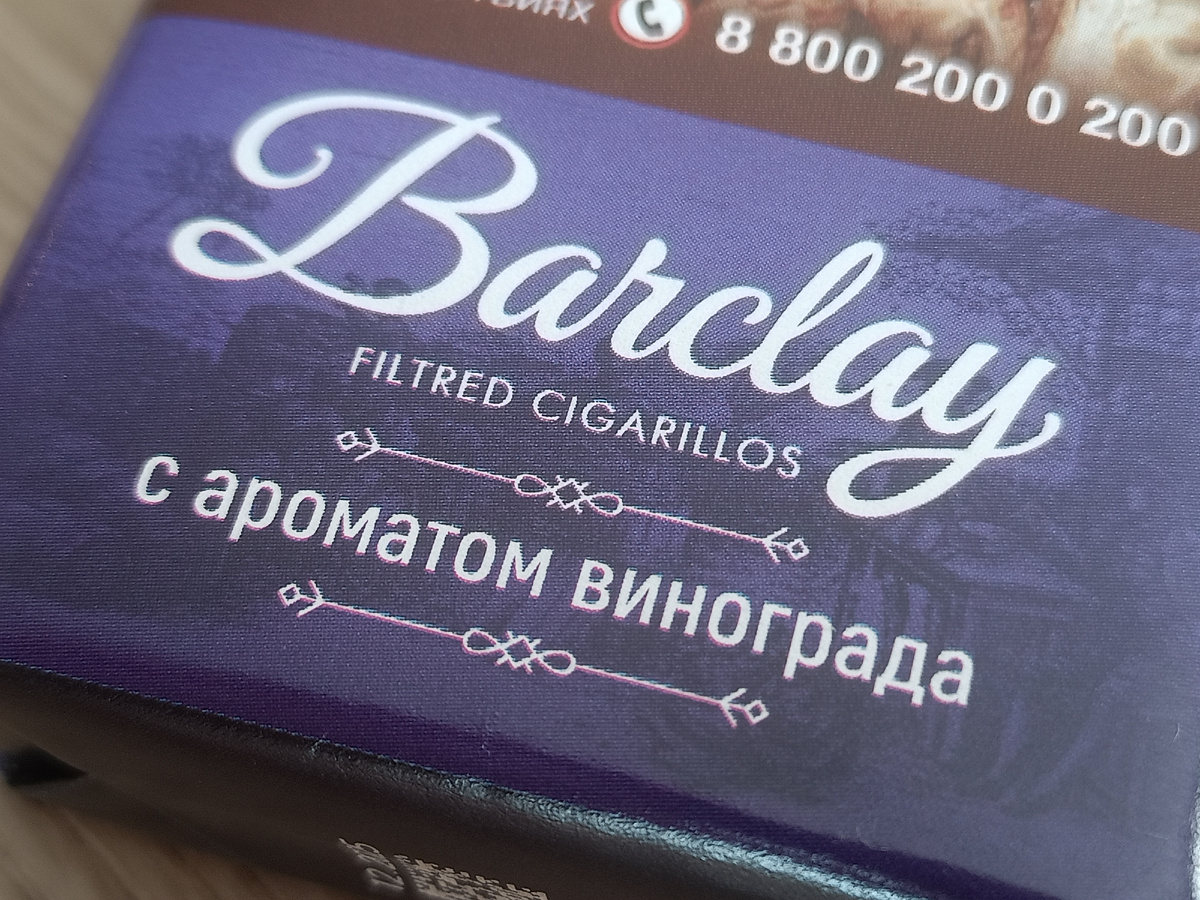 8 800 200 0 200
Barclay
FILTRED CIGARILLOS
с ароматом винограда